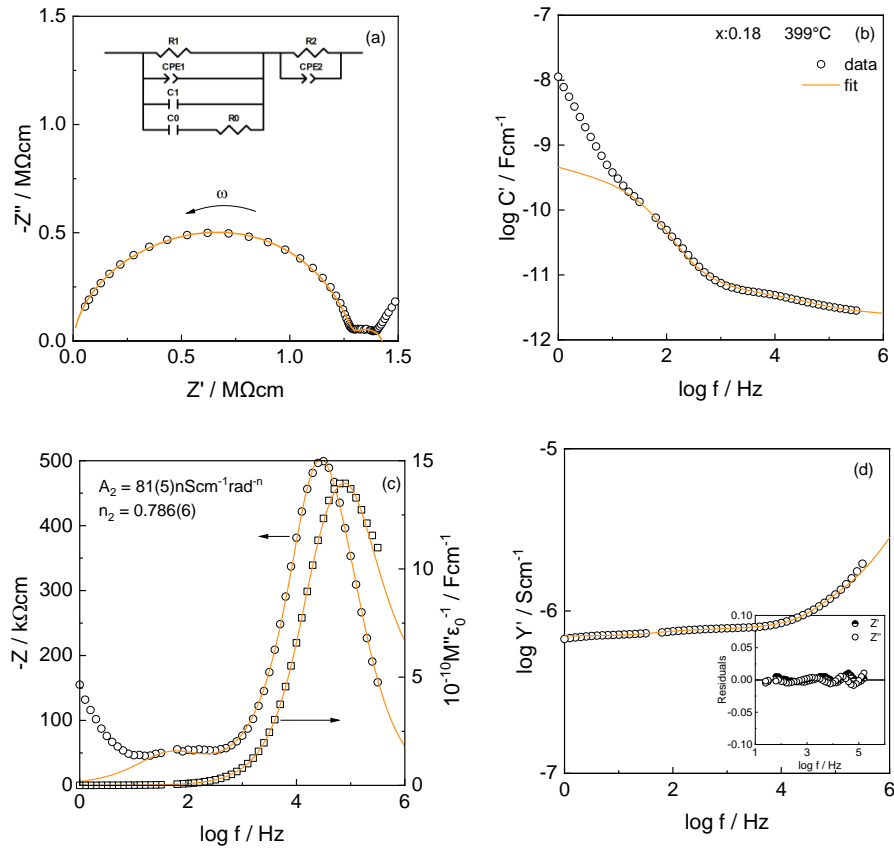 (a)
R1
R2
CPE1
CPE2
C1
C0
R0
ω
-Z'' / MΩcm
-1.5
-1.0
-0.5
0.0
0.0
0.5
1.0
1.5
Z' / MΩcm
(b)
x:0.18 399°C
data
fit
log C' / Fcm⁻¹
-7
-8
-9
-10
-11
-12
0
2
4
6
log f / Hz
(c)
A₂ = 81(5)nScm⁻¹rad⁻ⁿ
n₂ = 0.786(6)
-Z / kΩcm
500
450
400
350
300
250
200
150
100
50
0
15
10
5
0
10⁻¹⁰M''ε₀⁻¹ / Fcm⁻¹
0
2
4
6
log f / Hz
(d)
log Y' / Scm⁻¹
-5
-6
-7
0
2
4
6
log f / Hz
Z'
Z''
Residuals
0.10
0.05
0.00
-0.05
-0.10
1
3
5
log f / Hz